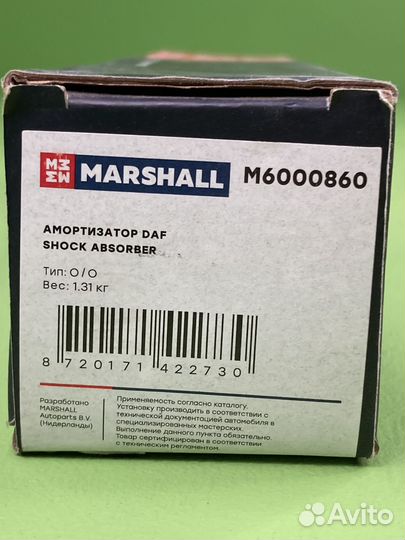 MARSHALL M6000860
АМОРТИЗАТОР DAF
SHOCK ABSORBER
Тип: O/O
Вес: 1.31 кг
8 720171 422730
Разработано
MARSHALL
Autoparts B.V.
(Нидерланды)
Применяемость согласно каталогу.
Установку производить в соответствии с
технической документацией автомобиля в
специализированных мастерских.
Выполнение данного пункта обязательно.
Товар сертифицирован в соответствии
с техническим регламентом.
Avito